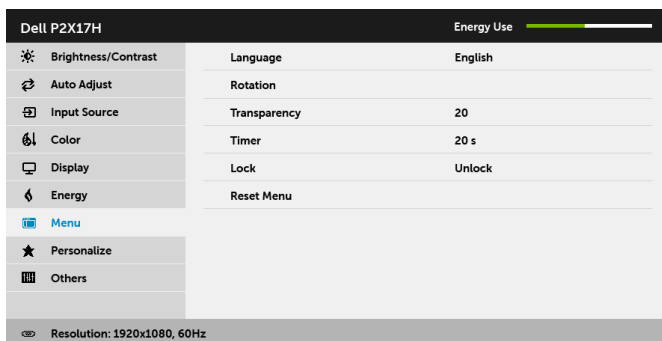 Dell P2X17H Energy Use
Brightness/Contrast Language English
Auto Adjust Rotation
Input Source Transparency 20
Color Timer 20 s
Display Lock Unlock
Energy Reset Menu
Menu
Personalize
Others
Resolution: 1920x1080, 60Hz